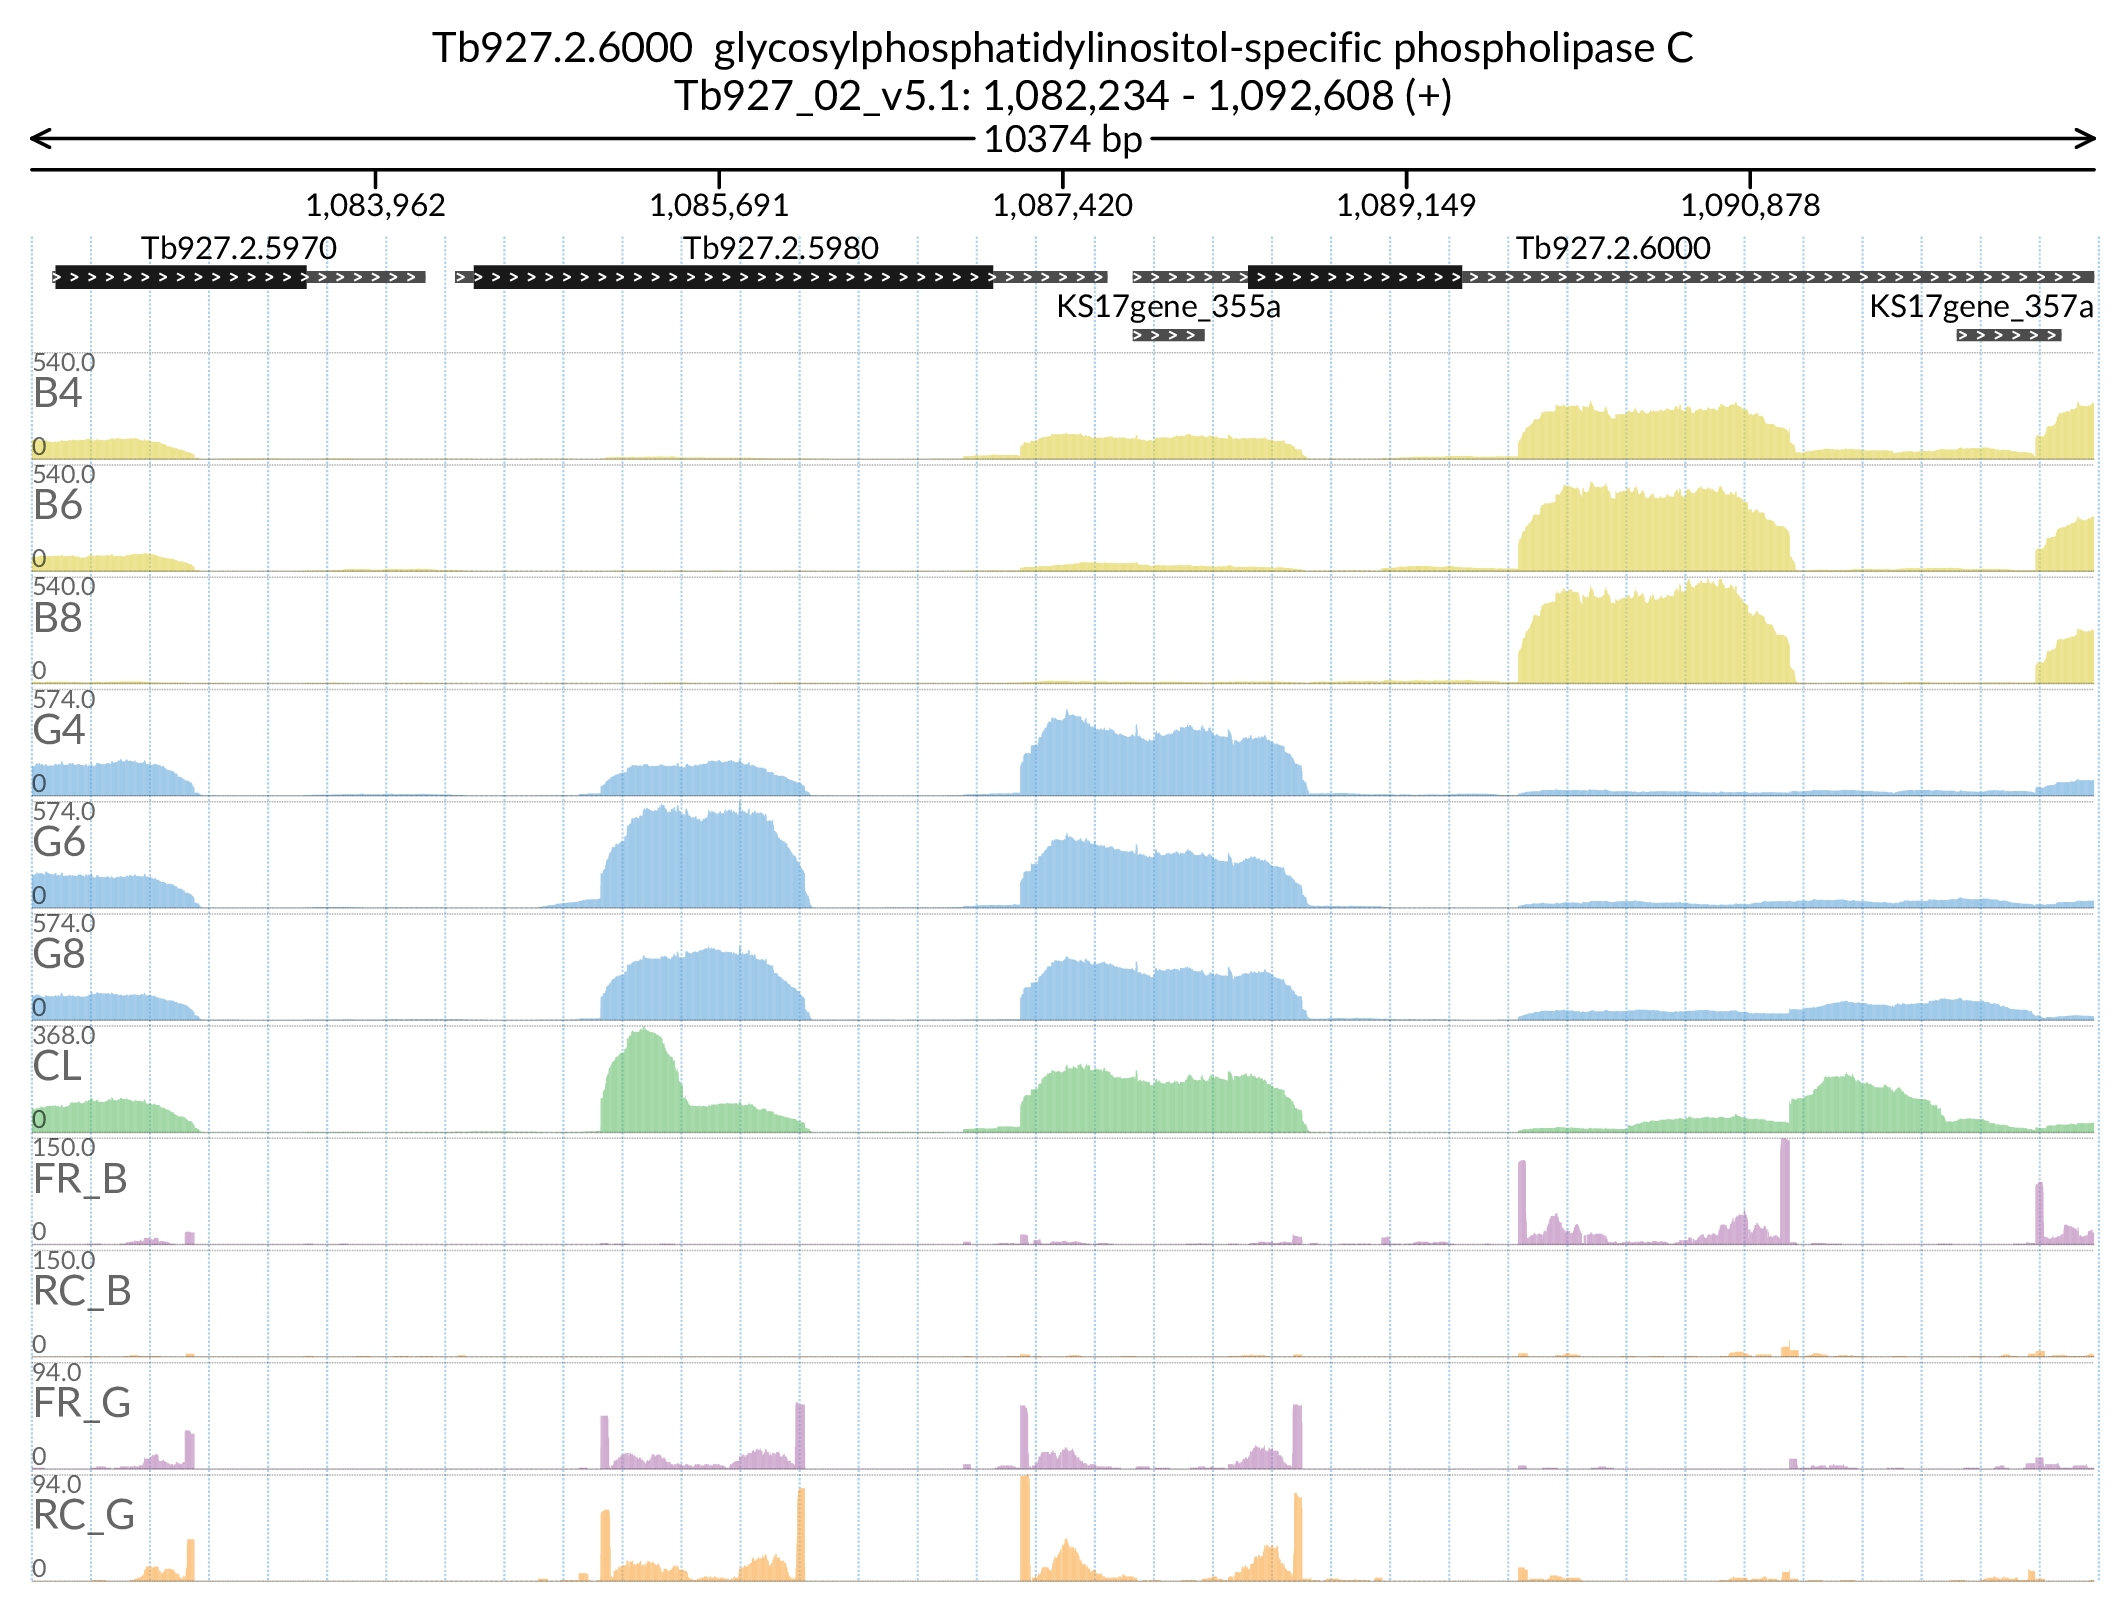 Tb927.2.6000 glycosylphosphatidylinositol-specific phospholipase C
Tb927_02_v5.1: 1,082,234 - 1,092,608 (+)
10374 bp
1,083,962 1,085,691 1,087,420 1,089,149 1,090,878
Tb927.2.5970 Tb927.2.5980 Tb927.2.6000
KS17gene_355a KS17gene_357a
540.0
B4
0
540.0
B6
0
540.0
B8
0
574.0
G4
0
574.0
G6
0
574.0
G8
0
368.0
CL
0
150.0
FR_B
0
150.0
RC_B
0
94.0
FR_G
0
94.0
RC_G
0